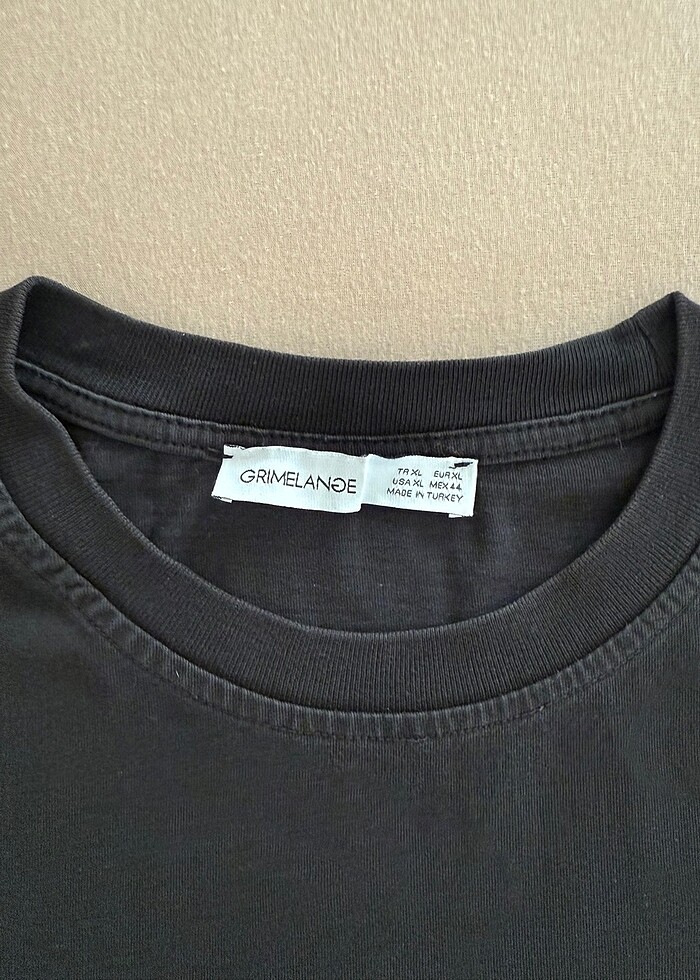 GRIMELANGE
TR XL EUR XL
USA XL MEX 44
MADE IN TURKEY